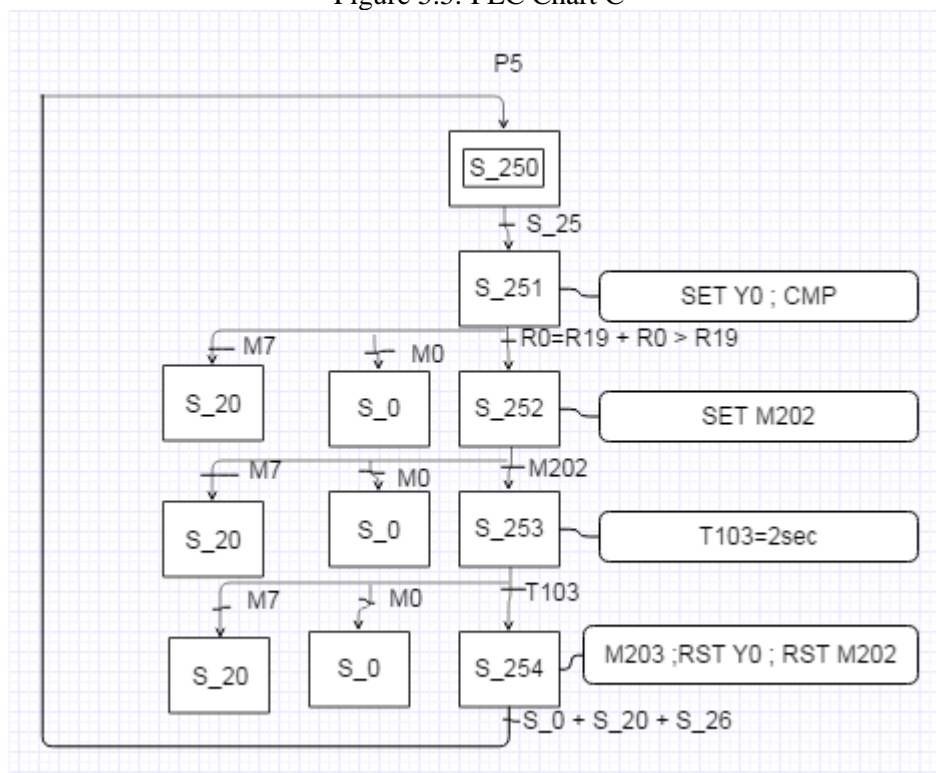 Figure 3.3: PLC Chart C
P5
S_250
S_25
S_251
SET Y0 ; CMP
M7
M0
R0=R19 + R0 > R19
S_20
S_0
S_252
SET M202
M7
M0
M202
S_20
S_0
S_253
T103=2sec
M7
M0
T103
S_20
S_0
S_254
M203 ;RST Y0 ; RST M202
S_0 + S_20 + S_26